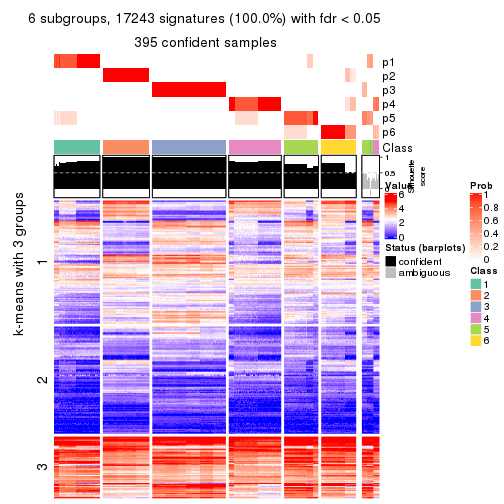 6 subgroups, 17243 signatures (100.0%) with fdr < 0.05
395 confident samples
p1
p2
p3
p4
p5
p6
Class
1
0.5
0
Silhouette
score
k-means with 3 groups
1
2
3
Value
6
4
2
0
Status (barplots)
confident
ambiguous
Prob
1
0.8
0.6
0.4
0.2
0
Class
1
2
3
4
5
6